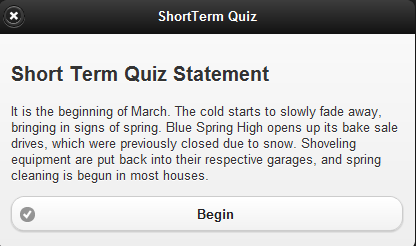 ShortTerm Quiz
Short Term Quiz Statement
It is the beginning of March. The cold starts to slowly fade away,
bringing in signs of spring. Blue Spring High opens up its bake sale
drives, which were previously closed due to snow. Shoveling
equipment are put back into their respective garages, and spring
cleaning is begun in most houses.
Begin